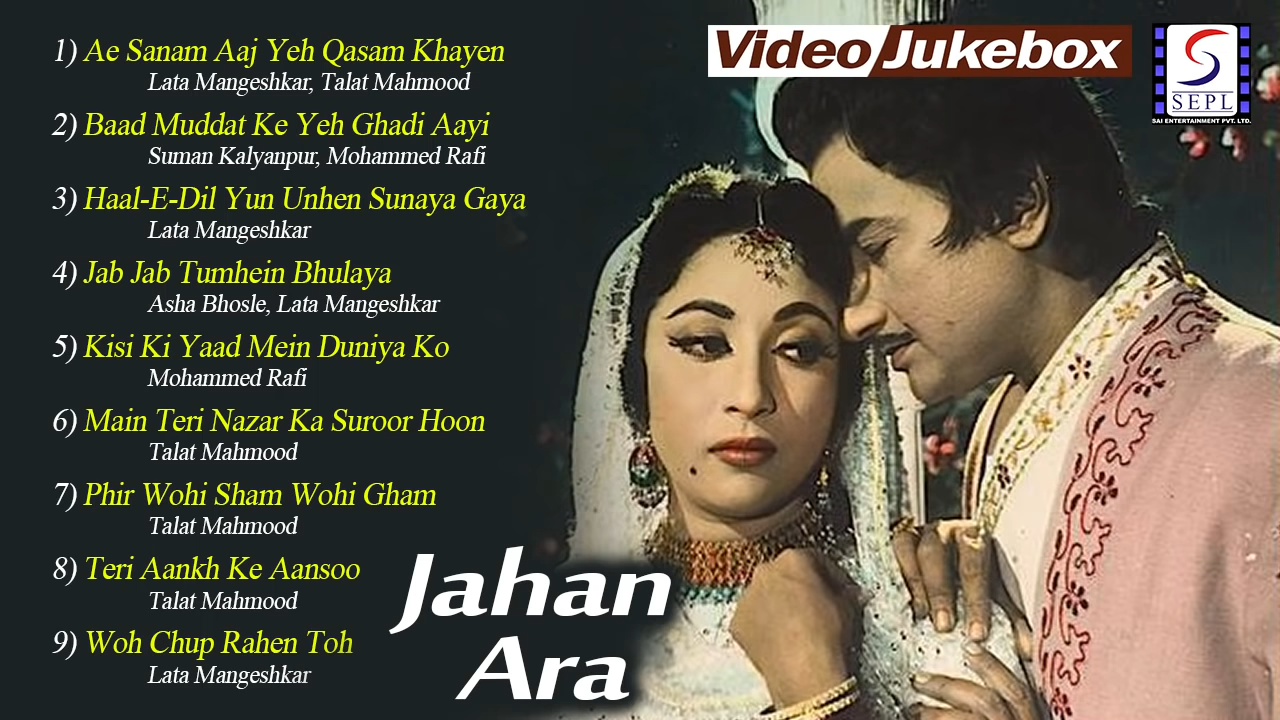 1) Ae Sanam Aaj Yeh Qasam Khayen
Lata Mangeshkar, Talat Mahmood
2) Baad Muddat Ke Yeh Ghadi Aayi
Suman Kalyanpur, Mohammed Rafi
3) Haal-E-Dil Yun Unhen Sunaya Gaya
Lata Mangeshkar
4) Jab Jab Tumhein Bhulaya
Asha Bhosle, Lata Mangeshkar
5) Kisi Ki Yaad Mein Duniya Ko
Mohammed Rafi
6) Main Teri Nazar Ka Suroor Hoon
Talat Mahmood
7) Phir Wohi Sham Wohi Gham
Talat Mahmood
8) Teri Aankh Ke Aansoo
Talat Mahmood
9) Woh Chup Rahen Toh
Lata Mangeshkar
Jahan
Ara
Video Jukebox
S
SEPL
SAI ENTERTAINMENT PVT. LTD.